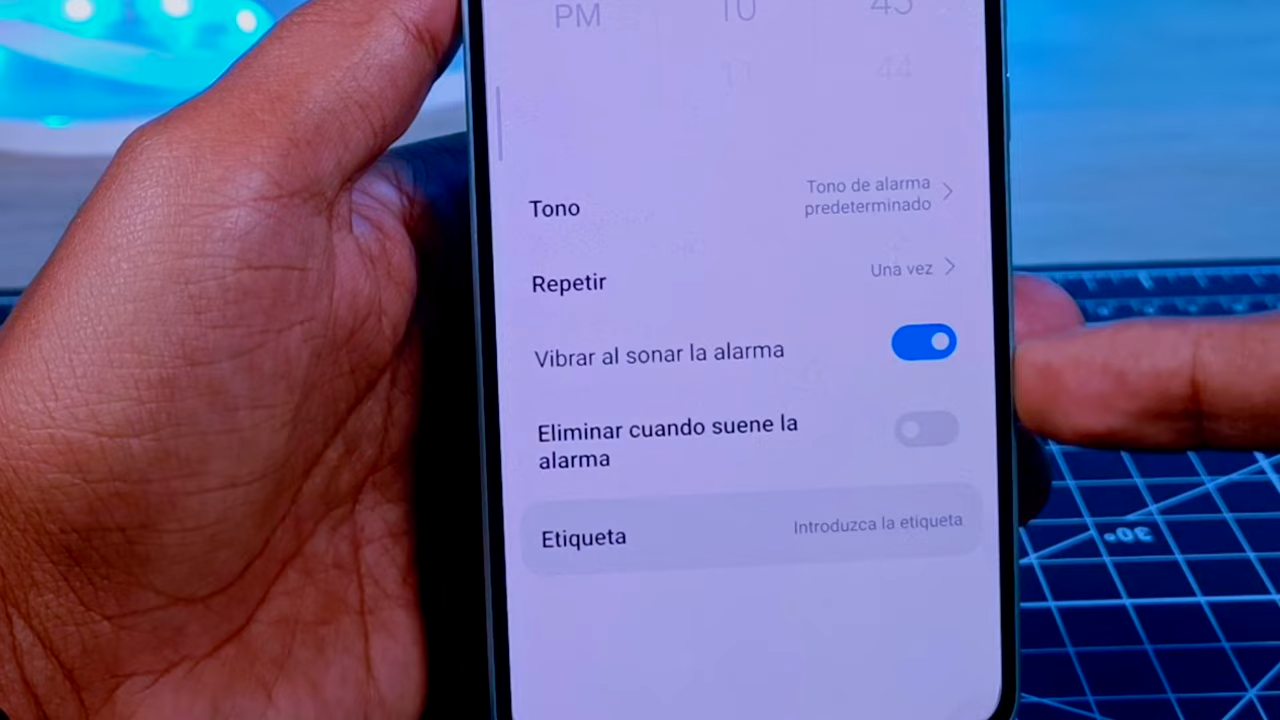 PM 10 45
11 44
Tono
Tono de alarma
predeterminado
Repetir
Una vez
Vibrar al sonar la alarma
Eliminar cuando suene la
alarma
Etiqueta
Introduzca la etiqueta
30°